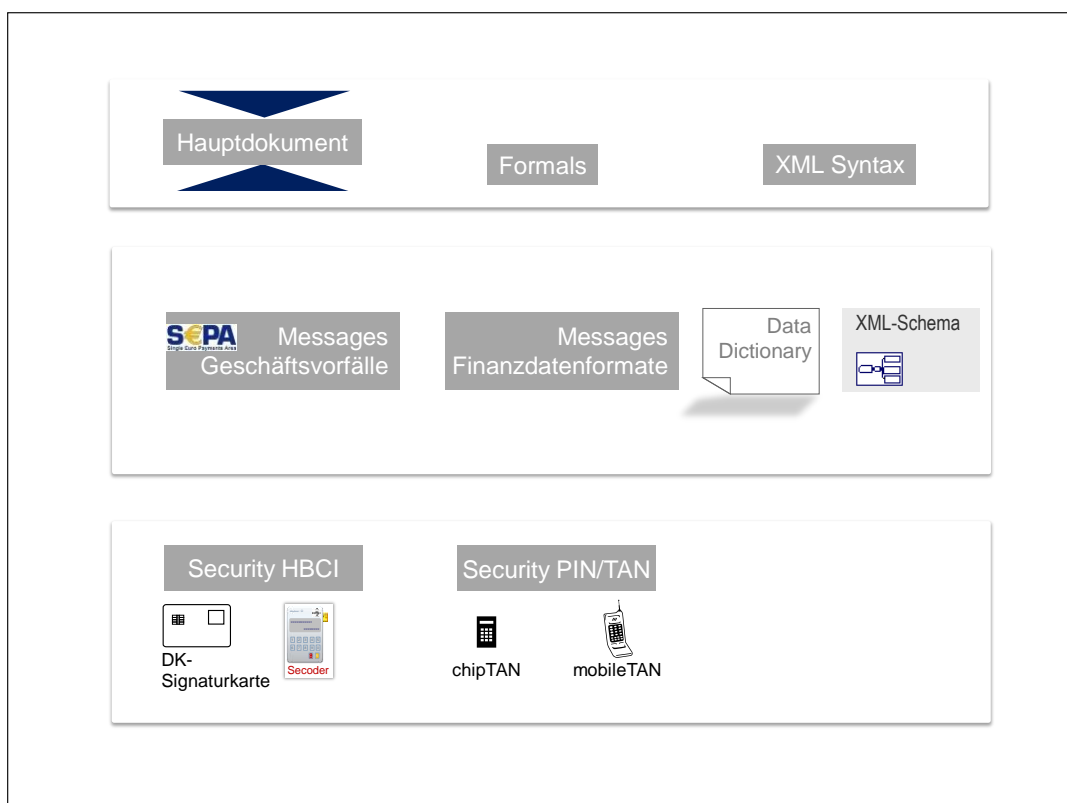 Hauptdokument
Formals
XML Syntax
S€PA
Single Euro Payments Area
Messages
Geschäftsvorfälle
Messages
Finanzdatenformate
Data
Dictionary
XML-Schema
Security HBCI
Security PIN/TAN
DK-
Signaturkarte
Secoder
chipTAN
mobileTAN